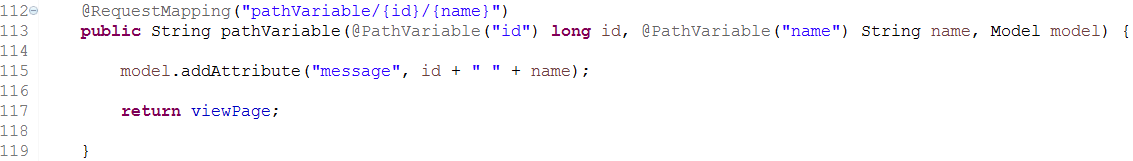 112 @RequestMapping("pathVariable/{id}/{name}")
113 public String pathVariable(@PathVariable("id") long id, @PathVariable("name") String name, Model model) {
114
115 model.addAttribute("message", id + " " + name);
116
117 return viewPage;
118
119 }